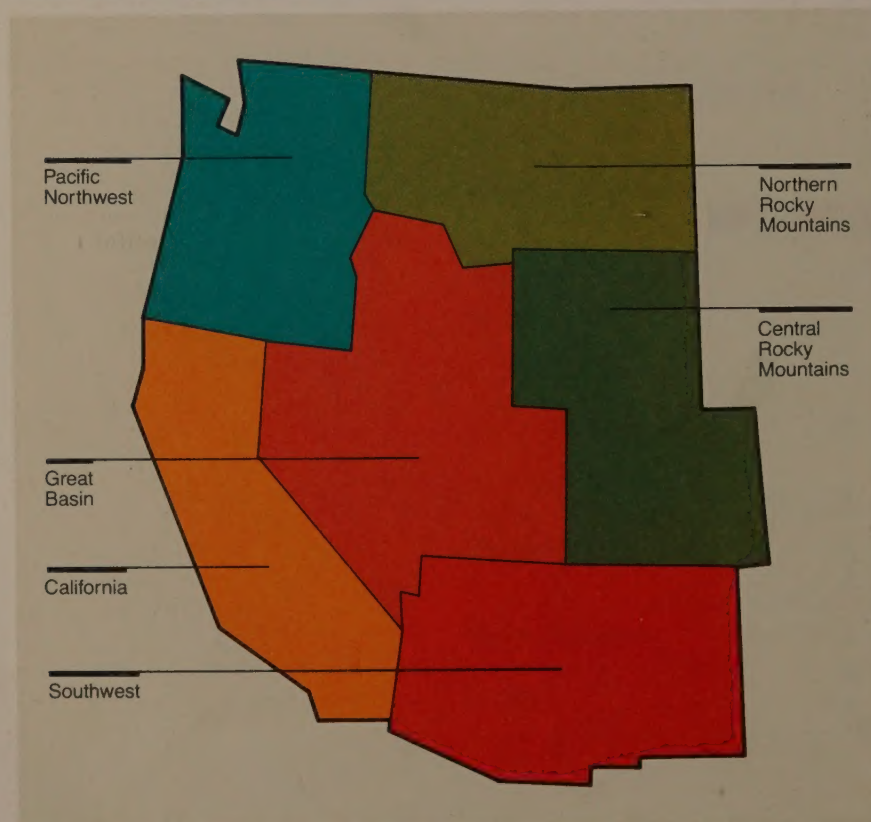 Pacific
Northwest
Northern
Rocky
Mountains
Central
Rocky
Mountains
Great
Basin
California
Southwest